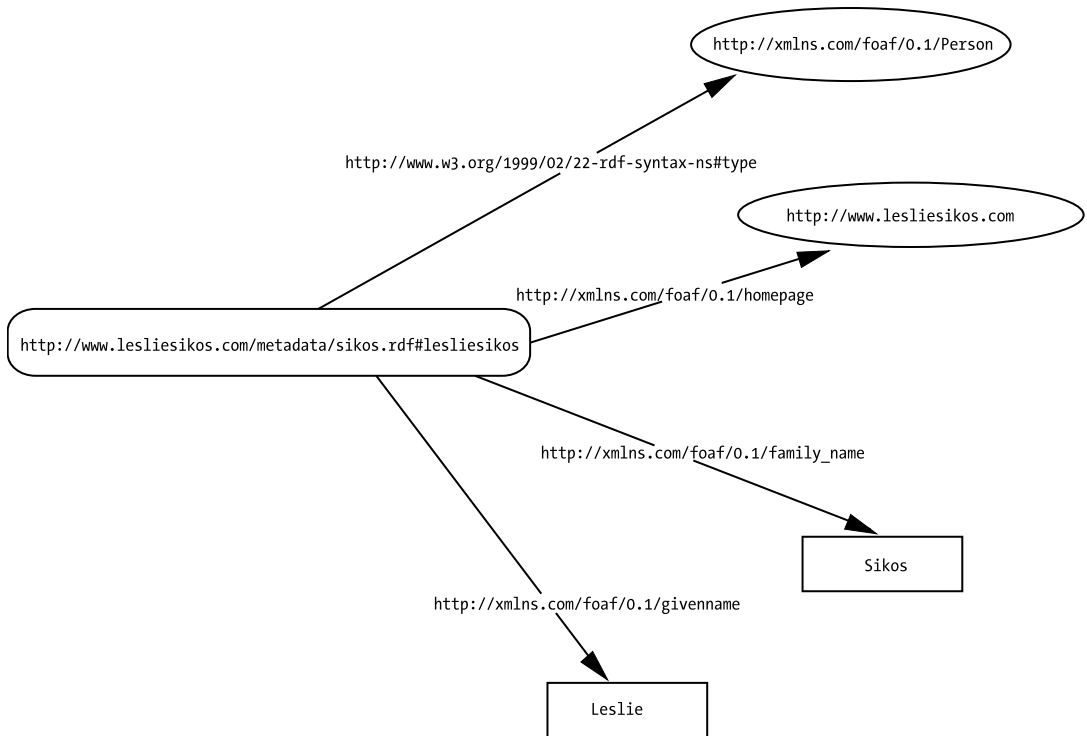 http://xmlns.com/foaf/0.1/Person
http://www.w3.org/1999/02/22-rdf-syntax-ns#type
http://www.lesliesikos.com
http://xmlns.com/foaf/0.1/homepage
http://www.lesliesikos.com/metadata/sikos.rdf#lesliesikos
http://xmlns.com/foaf/0.1/family_name
Sikos
http://xmlns.com/foaf/0.1/givenname
Leslie